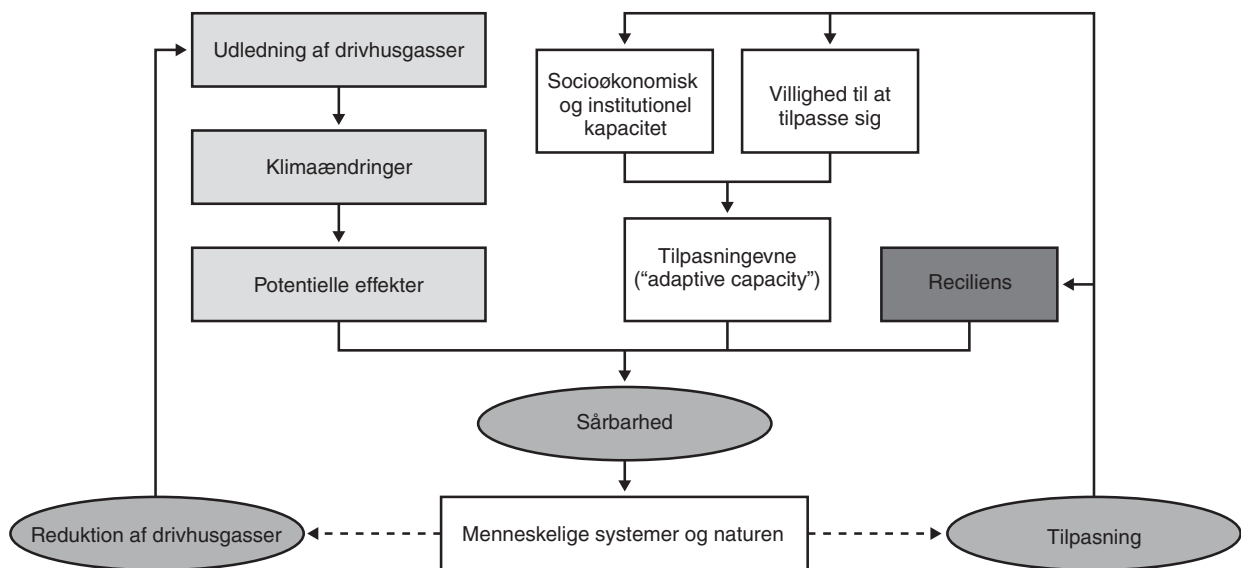 Udledning af drivhusgasser
Klimaændringer
Potentielle effekter
Socioøkonomisk
og institutionel
kapacitet
Villighed til at
tilpasse sig
Tilpasningevne
(“adaptive capacity”)
Reciliens
Sårbarhed
Reduktion af drivhusgasser
Menneskelige systemer og naturen
Tilpasning